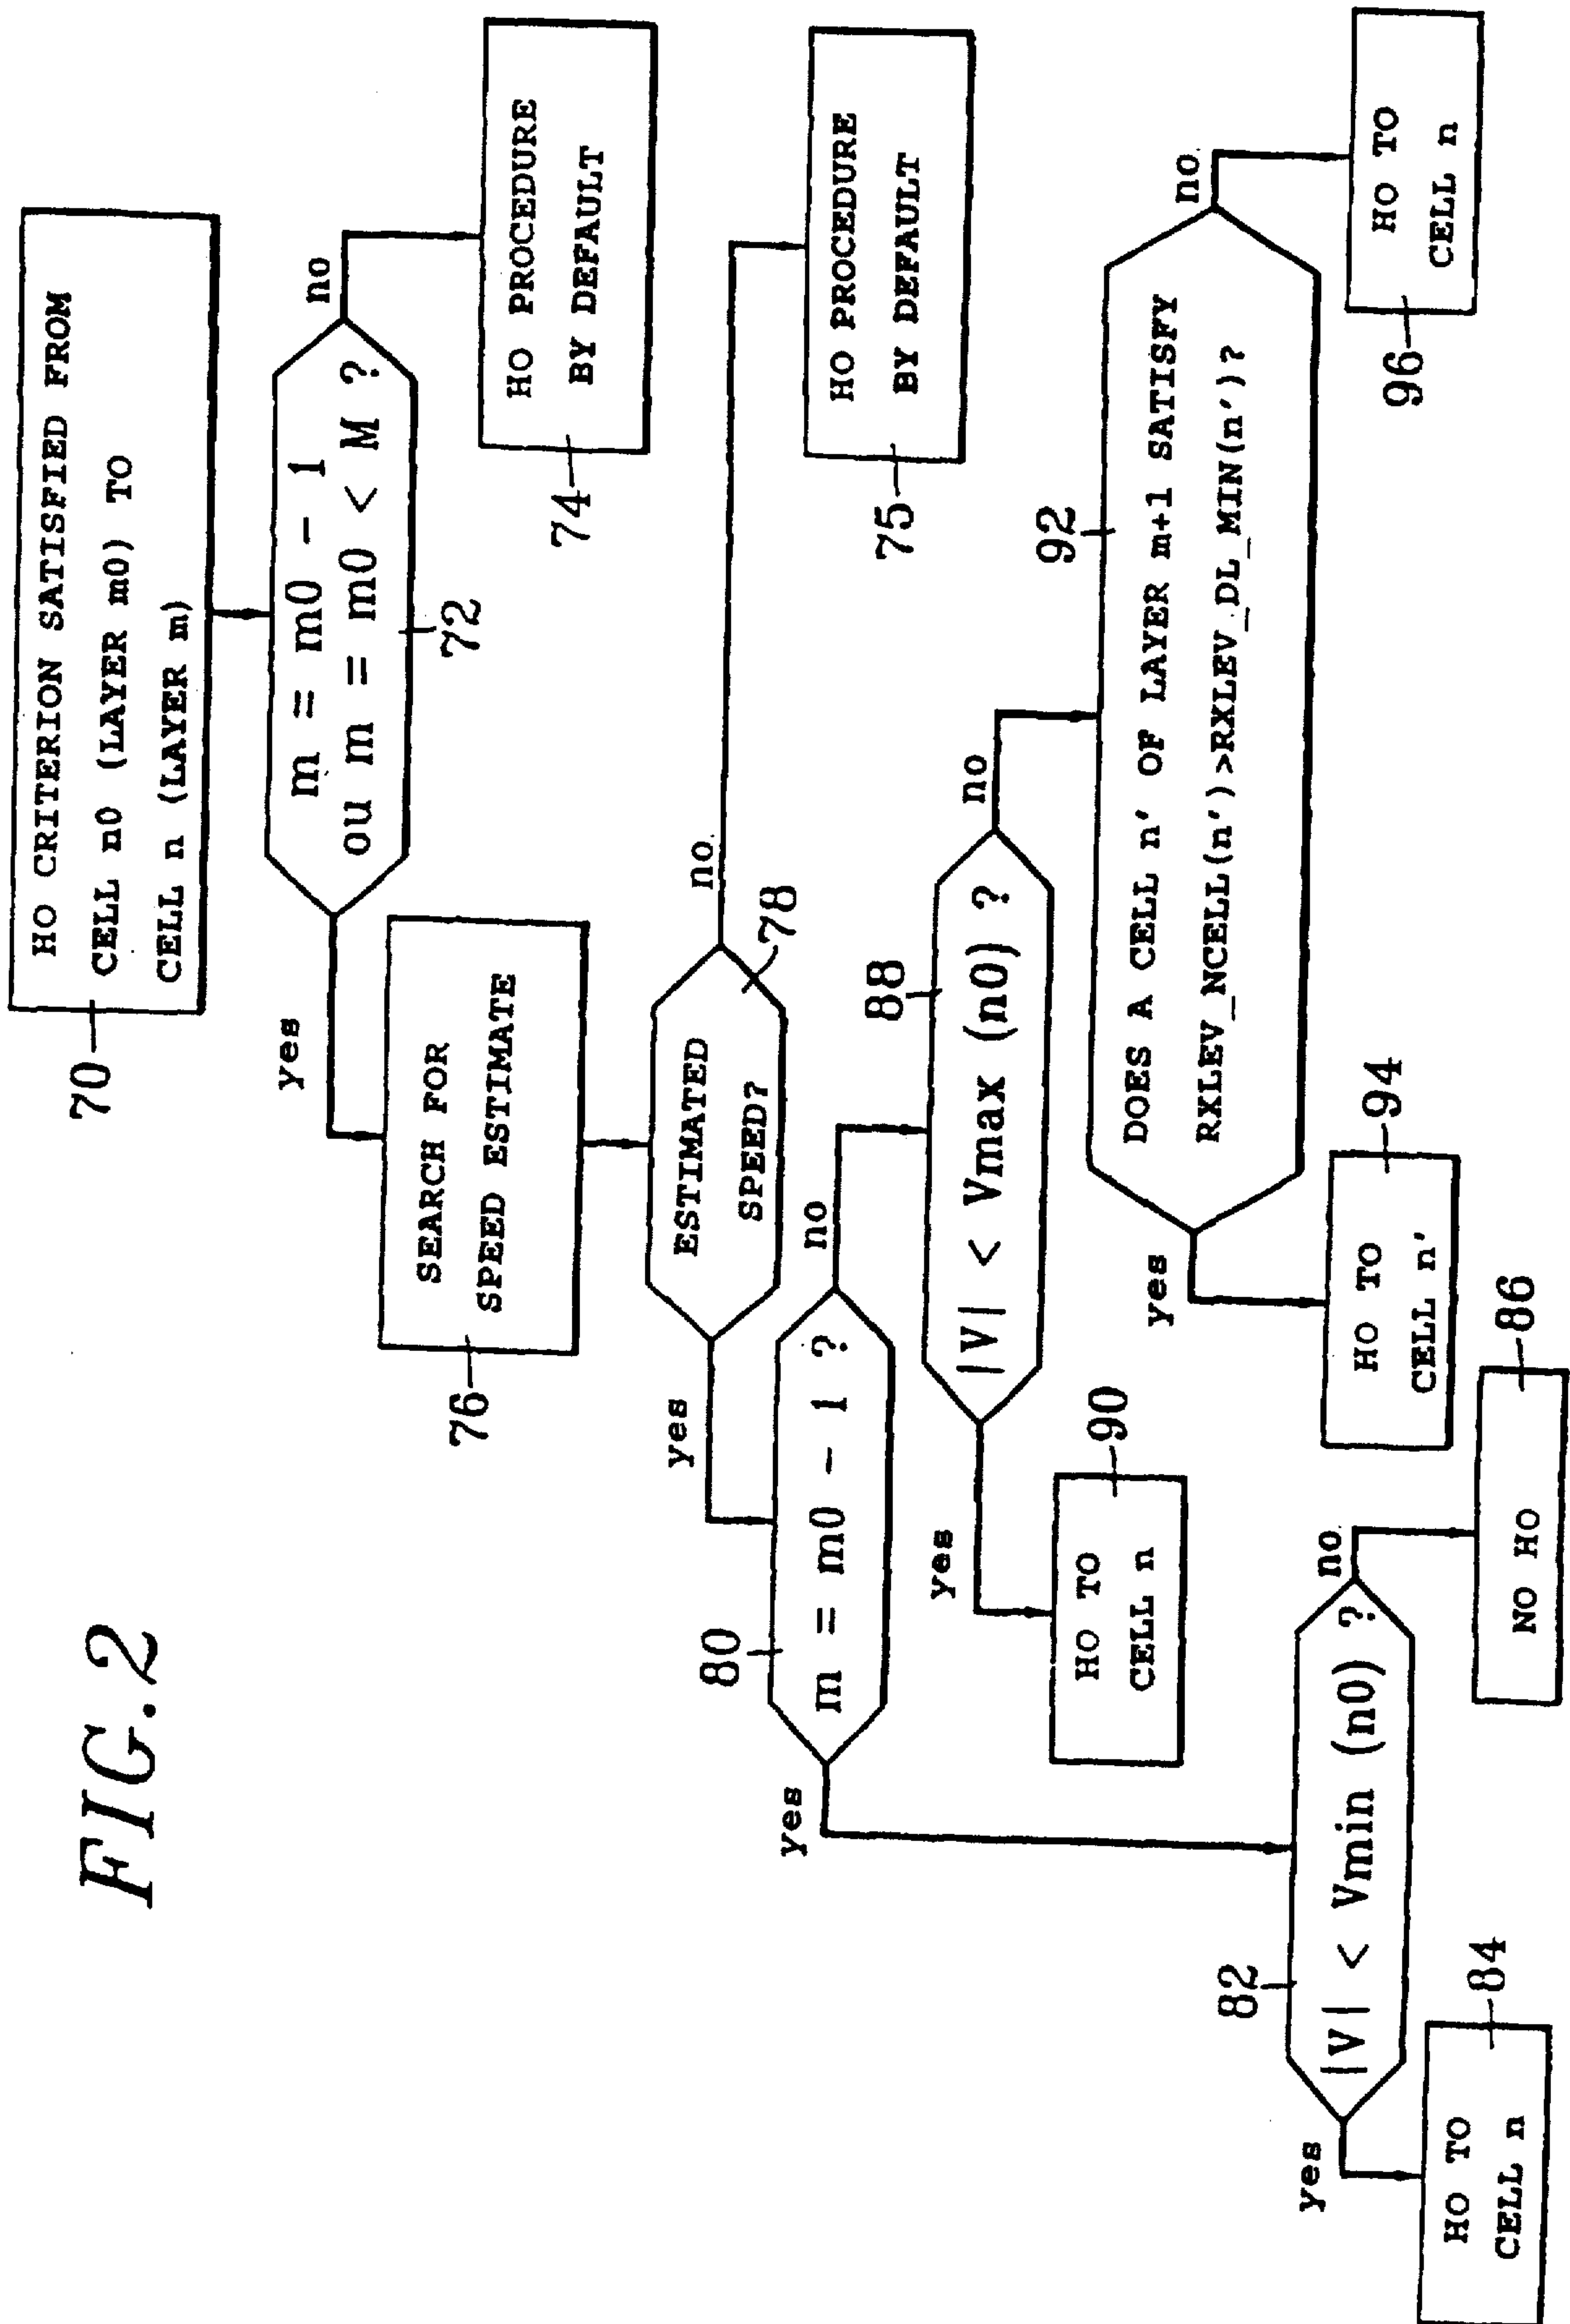 FIG.2
70
HO CRITERION SATISFIED FROM
CELL n0 (LAYER m0) TO
CELL n (LAYER m)
m = m0 - 1
ou m = m0 < M ?
72
yes
no
74
HO PROCEDURE
BY DEFAULT
76
SEARCH FOR
SPEED ESTIMATE
ESTIMATED
SPEED?
78
yes
no
75
HO PROCEDURE
BY DEFAULT
80
m = m0 - 1 ?
yes
no
88
|V| < Vmax (n0) ?
yes
no
90
HO TO
CELL n
92
DOES A CELL n' OF LAYER m+1 SATISFY
RXLEV_NCELL(n')>RXLEV_DL_MIN(n')?
yes
no
94
HO TO
CELL n'
96
HO TO
CELL n
82
|V| < Vmin (n0) ?
yes
no
84
HO TO
CELL n
86
NO HO